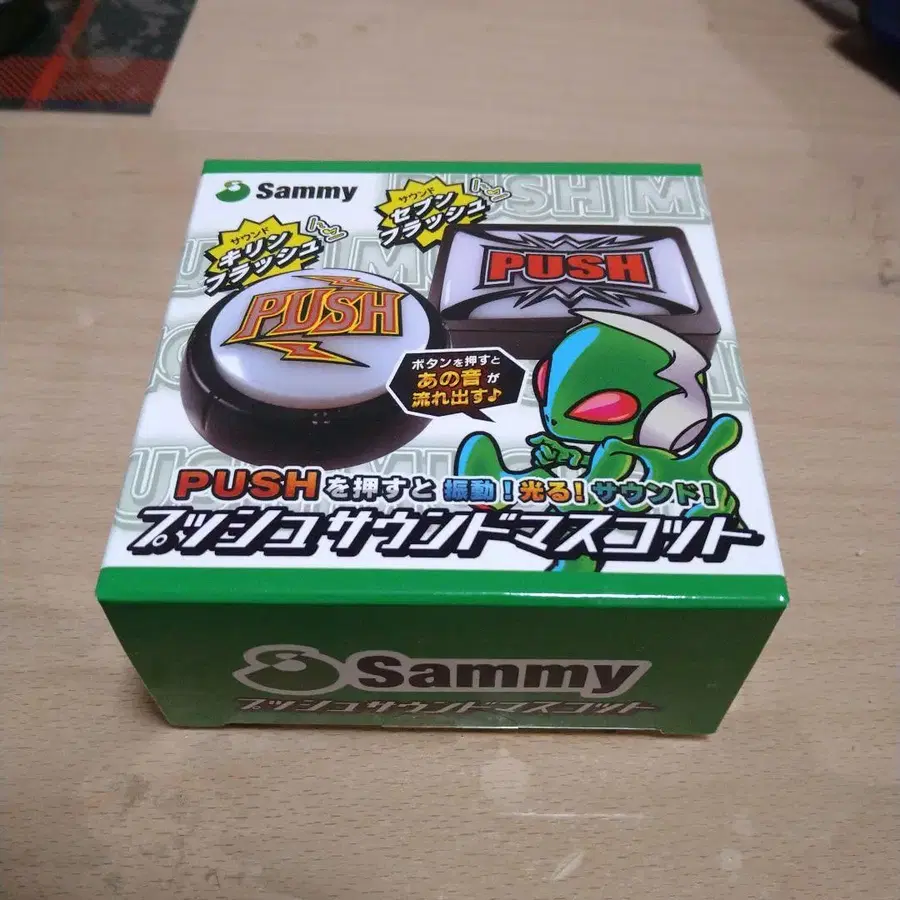 Sammy
サウンド
キリン
フラッシュ
サウンド
セブン
フラッシュ
PUSH
PUSH
ボタンを押すと
あの音が
流れ出す♪
PUSHを押すと 振動！光る！サウンド！
プッシュサウンドマスコット
Sammy
プッシュサウンドマスコット